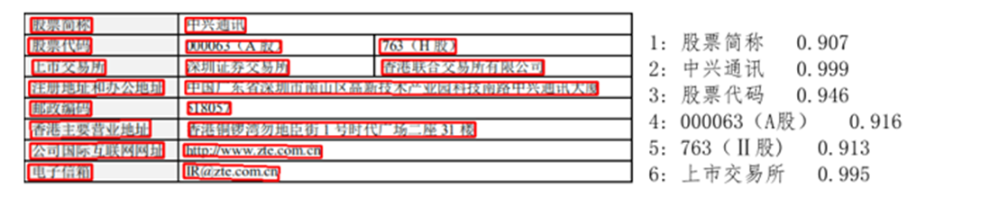 股票简称 中兴通讯
股票代码 000063（A 股） 763（H 股）
上市交易所 深圳证券交易所 香港联合交易所有限公司
注册地址和办公地址 中国广东省深圳市南山区高新技术产业园科技南路中兴通讯大厦
邮政编码 518057
香港主要营业地址 香港铜锣湾勿地臣街 1 号时代广场二座 31 樓
公司国际互联网网址 http://www.zte.com.cn
电子信箱 IR@zte.com.cn
1: 股票简称 0.907
2: 中兴通讯 0.999
3: 股票代码 0.946
4: 000063（A股） 0.916
5: 763（Ⅱ股) 0.913
6: 上市交易所 0.995